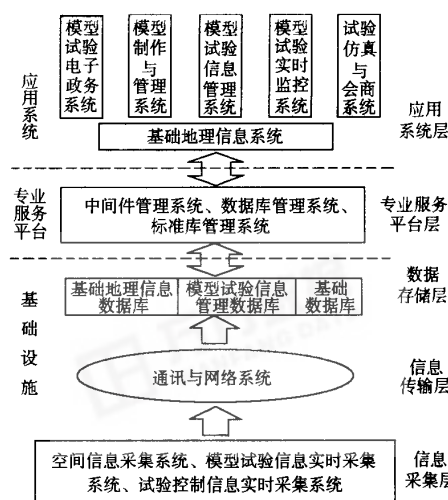 模型
试验
电子
政务
系统
模型
制作
与
管理
系统
模型
试验
信息
管理
系统
模型
试验
实时
监控
系统
试验
仿真
与
会商
系统
应用系统
基础地理信息系统
应用
系统层
专业
服务
平台
中间件管理系统、数据库管理系统、
标准库管理系统
专业服务
平台层
基础设施
基础地理信息
数据库
模型试验信息
管理数据库
基础
数据库
数据
存储层
通讯与网络系统
信息
传输层
空间信息采集系统、模型试验信息实时采集
系统、试验控制信息实时采集系统
信息
采集层